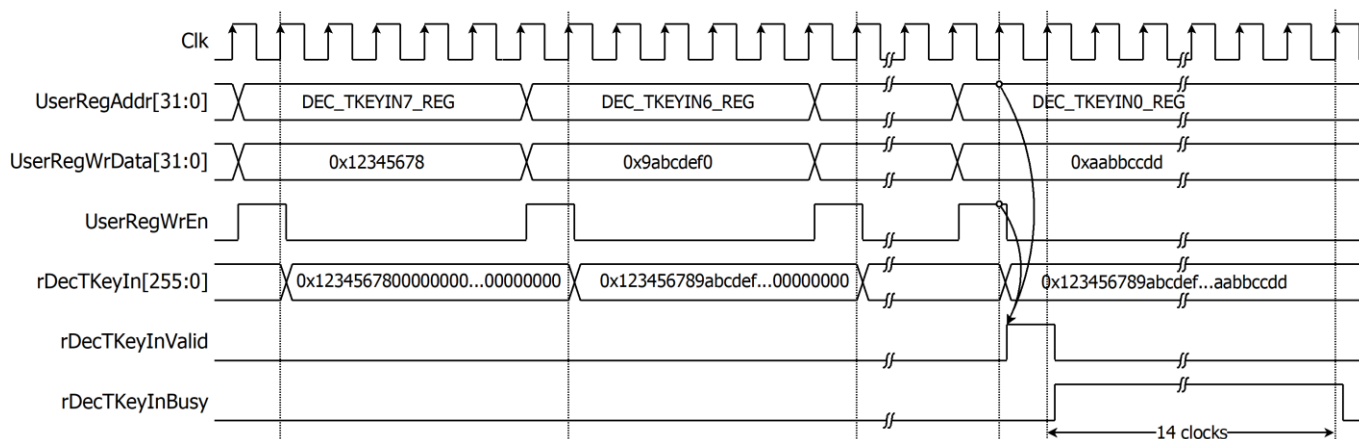 Clk
UserRegAddr[31:0] DEC_TKEYIN7_REG DEC_TKEYIN6_REG DEC_TKEYIN0_REG
UserRegWrData[31:0] 0x12345678 0x9abcdef0 0xaabbccdd
UserRegWrEn
rDecTKeyIn[255:0] 0x1234567800000000...00000000 0x123456789abcdef...00000000 0x123456789abcdef...aabbccdd
rDecTKeyInValid
rDecTKeyInBusy
14 clocks